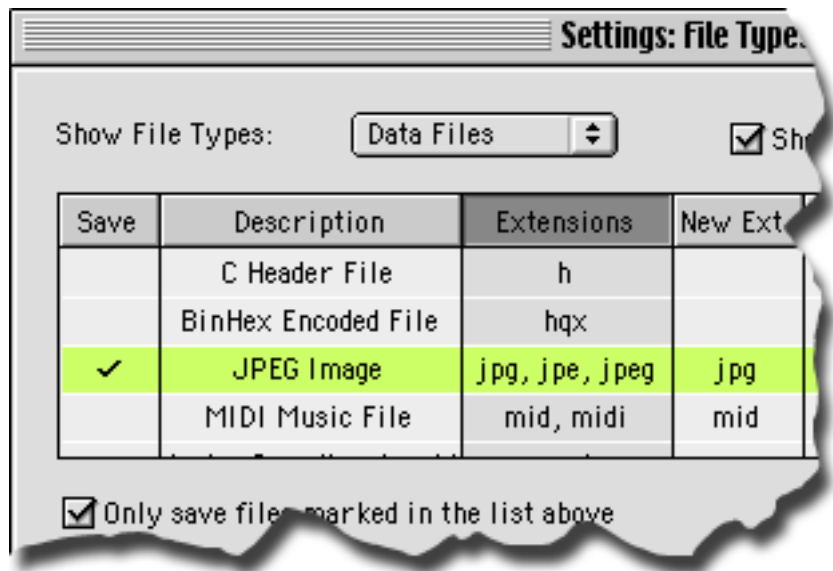 Settings: File Type
Show File Types: Data Files
Save Description Extensions New Ext.
C Header File h
BinHex Encoded File hqx
JPEG Image jpg, jpe, jpeg jpg
MIDI Music File mid, midi mid
Only save files marked in the list above